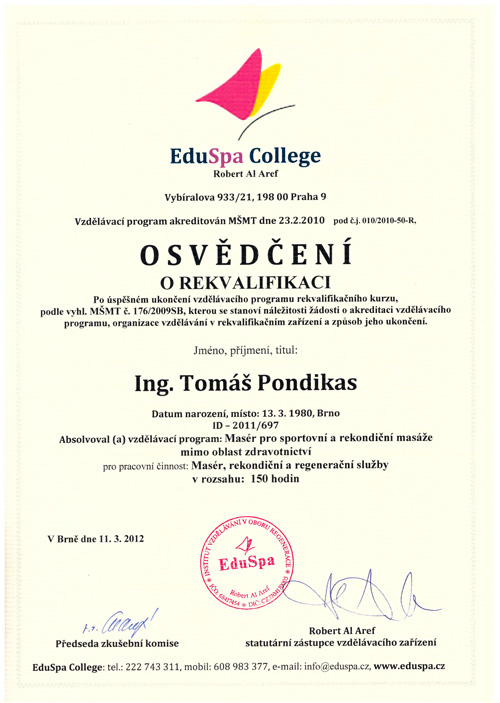 EduSpa College
Robert Al Aref
Vybíralova 933/21, 198 00 Praha 9
Vzdělávací program akreditován MŠMT dne 23.2.2010 pod č.j. 010/2010-50-R,
OSVĚDČENÍ
O REKVALIFIKACI
Po úspěšném ukončení vzdělávacího programu rekvalifikačního kurzu,
podle vyhl. MŠMT č. 176/2009SB, kterou se stanoví náležitosti žádosti o akreditaci vzdělávacího
programu, organizace vzdělávání v rekvalifikačním zařízení a způsob jeho ukončení.
Jméno, příjmení, titul:
Ing. Tomáš Pondikas
Datum narození, místo: 13. 3. 1980, Brno
ID – 2011/697
Absolvoval (a) vzdělávací program: Masér pro sportovní a rekondiční masáže
mimo oblast zdravotnictví
pro pracovní činnost: Masér, rekondiční a regenerační služby
v rozsahu: 150 hodin
V Brně dne 11. 3. 2012
INSTITUT VZDĚLÁVÁNÍ V OBORU REGENERACE
EduSpa
Robert Al Aref
Předseda zkušební komise
Robert Al Aref
statutární zástupce vzdělávacího zařízení
EduSpa College: tel.: 222 743 311, mobil: 608 983 377, e-mail: info@eduspa.cz, www.eduspa.cz